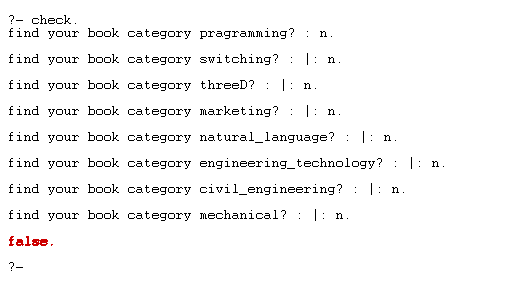 ?- check.
find your book category pragramming? : n.
find your book category switching? : |: n.
find your book category threeD? : |: n.
find your book category marketing? : |: n.
find your book category natural_language? : |: n.
find your book category engineering_technology? : |: n.
find your book category civil_engineering? : |: n.
find your book category mechanical? : |: n.
false.
?-